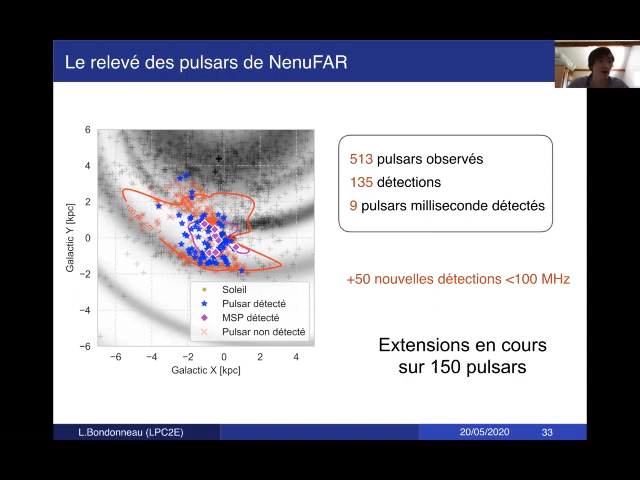 Le relevé des pulsars de NenuFAR
6
4
2
0
−2
−4
−6
Galactic Y [kpc]
−6 −4 −2 0 2 4
Galactic X [kpc]
Soleil
Pulsar détecté
MSP détecté
Pulsar non détecté
513 pulsars observés
135 détections
9 pulsars milliseconde détectés
+50 nouvelles détections <100 MHz
Extensions en cours
sur 150 pulsars
L.Bondonneau (LPC2E)
20/05/2020 33